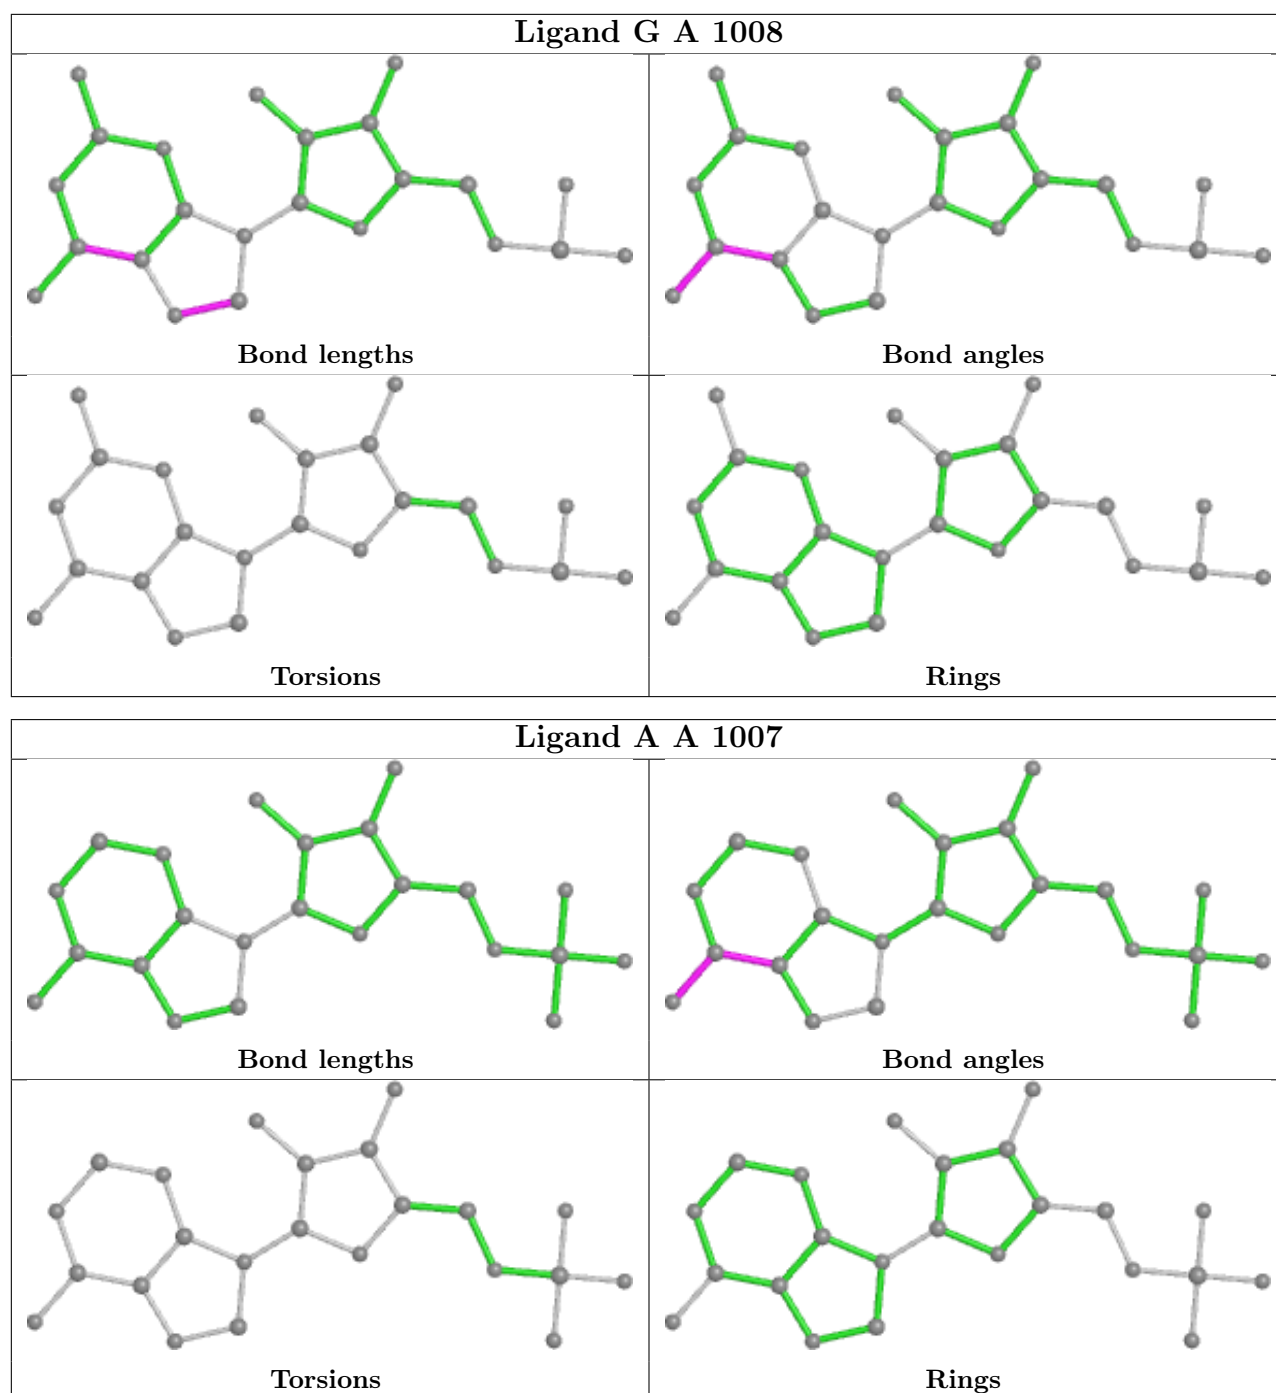 Ligand G A 1008
Bond lengths
Bond angles
Torsions
Rings
Ligand A A 1007
Bond lengths
Bond angles
Torsions
Rings